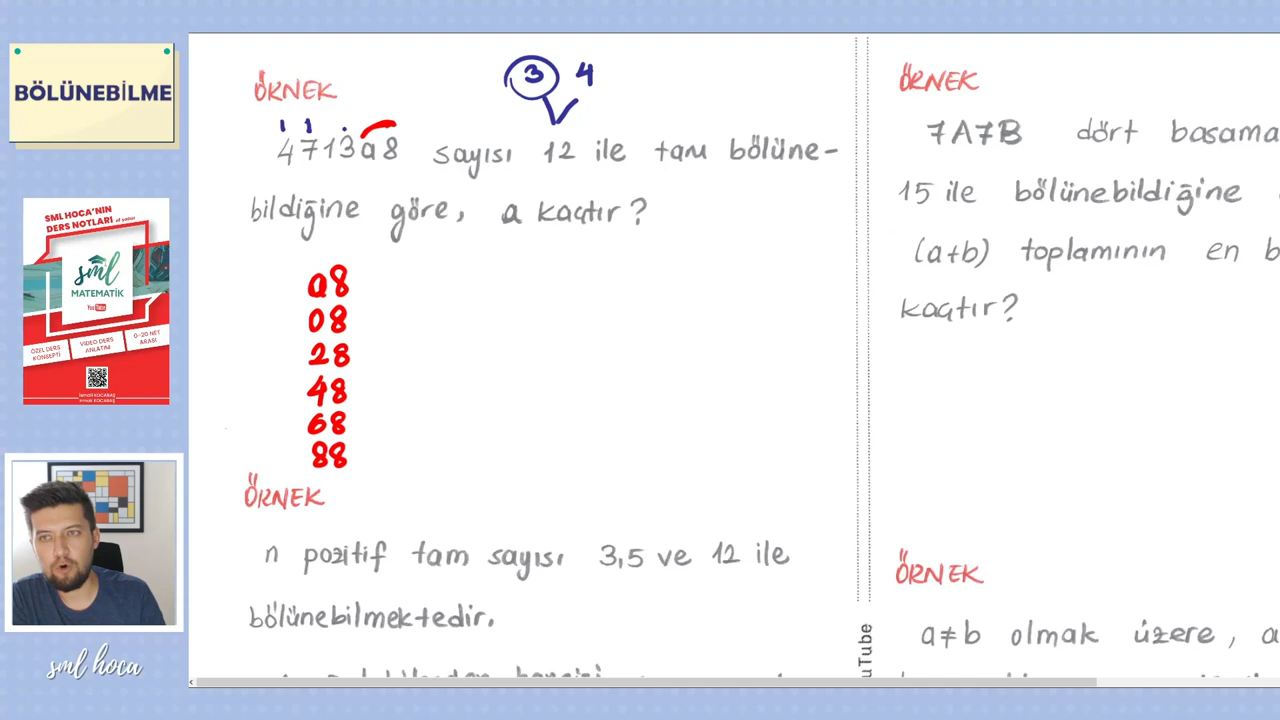 BÖLÜNEBİLME
SML HOCA'NIN
DERS NOTLARI
sml
MATEMATİK
YouTube
ÖZEL DERS
KONSEPTİ
VİDEO DERS
ANLATIM
0-20 NET
ARASI
sml hoca
ÖRNEK
3 4
4713a8 sayısı 12 ile tam bölüne-
bildiğine göre, a kaçtır?
a8
08
28
48
68
88
ÖRNEK
n pozitif tam sayısı 3,5 ve 12 ile
bölünebilmektedir.
ÖRNEK
7A7B dört basama
15 ile bölünebildiğine
(a+b) toplamının en b
kaçtır?
ÖRNEK
a≠b olmak üzere, a
uTube